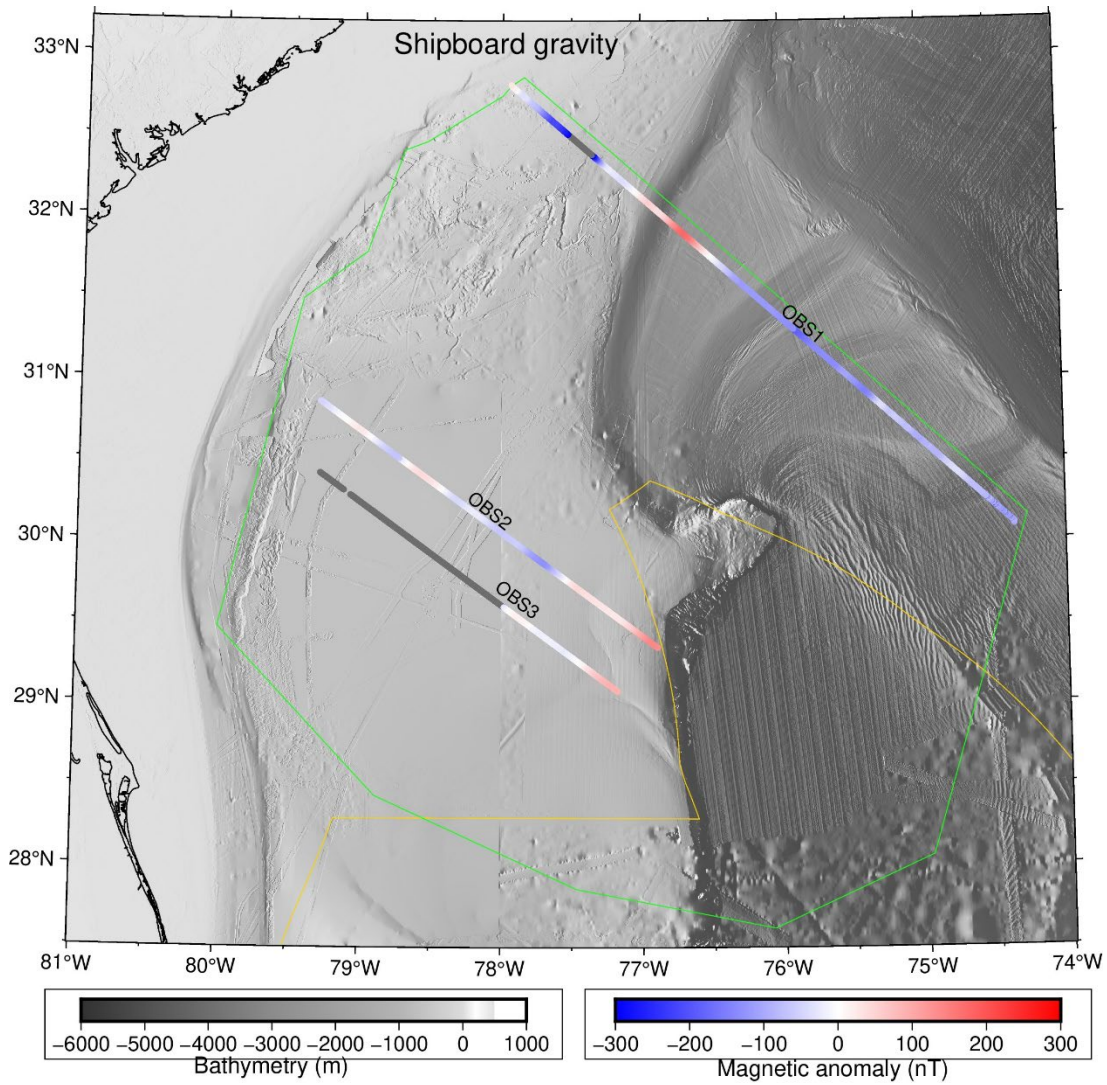 Shipboard gravity
33°N
32°N
31°N
30°N
29°N
28°N
OBS1
OBS2
OBS3
81°W 80°W 79°W 78°W 77°W 76°W 75°W 74°W
−6000 −5000 −4000 −3000 −2000 −1000 0 1000
Bathymetry (m)
−300 −200 −100 0 100 200 300
Magnetic anomaly (nT)